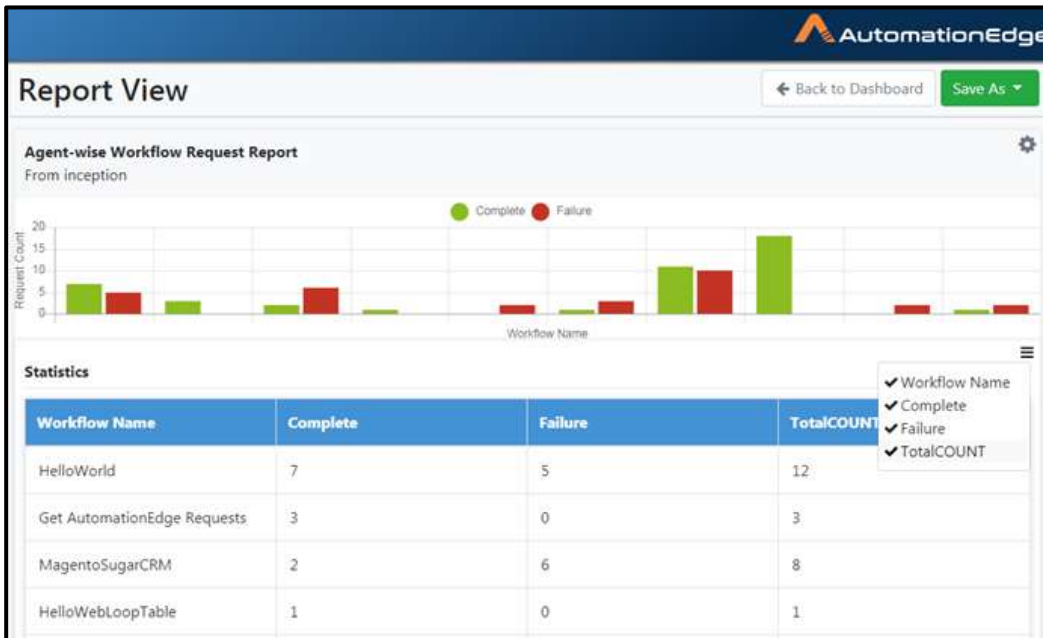 AutomationEdge
Report View
Back to Dashboard
Save As
Agent-wise Workflow Request Report
From inception
Complete Failure
Request Count
20
15
10
5
0
Workflow Name
Statistics
Workflow Name
Complete
Failure
TotalCOUNT
Workflow Name Complete Failure TotalCOUNT
HelloWorld 7 5 12
Get AutomationEdge Requests 3 0 3
MagentoSugarCRM 2 6 8
HelloWebLoopTable 1 0 1